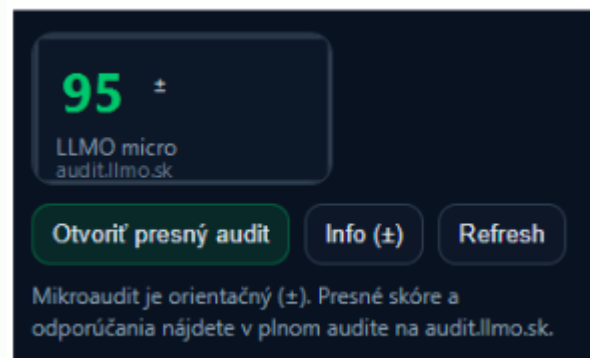 95 ±
LLMO micro
audit.llmo.sk
Otvoriť presný audit
Info (±)
Refresh
Mikroaudit je orientačný (±). Presné skóre a
odporúčania nájdete v plnom audite na audit.llmo.sk.